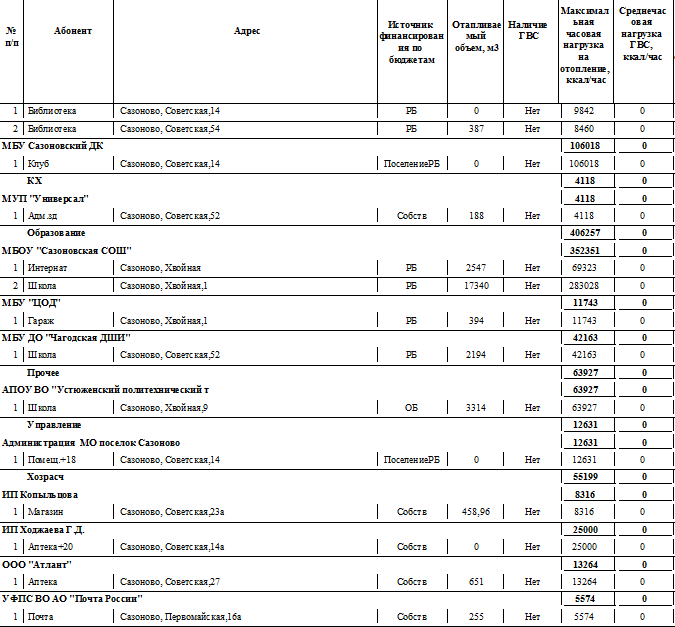 № п/п Абонент Адрес Источник финансирования по бюджетам Отапливаемый объем, м3 Наличие ГВС Максимальная часовая нагрузка на отопление, ккал/час Среднечасовая нагрузка ГВС, ккал/час
1 Библиотека Сазоново, Советская,14 РБ 0 Нет 9842 0
2 Библиотека Сазоново, Советская,54 РБ 387 Нет 8460 0
МБУ Сазоновский ДК 106018 0
1 Клуб Сазоново, Советская,14 ПоселениеРБ 0 Нет 106018 0
КХ 4118 0
МУП "Универсал" 4118 0
1 Адм.зд Сазоново, Советская,52 Собств 188 Нет 4118 0
Образование 406257 0
МБОУ "Сазоновская СОШ" 352351 0
1 Интернат Сазоново, Хвойная РБ 2547 Нет 69323 0
2 Школа Сазоново, Хвойная,1 РБ 17340 Нет 283028 0
МБУ "ЦОД" 11743 0
1 Гараж Сазоново, Хвойная,1 РБ 394 Нет 11743 0
МБУ ДО "Чагодская ДШИ" 42163 0
1 Школа Сазоново, Советская,52 РБ 2194 Нет 42163 0
Прочее 63927 0
АПОУ ВО "Устюженский политехнический т 63927 0
1 Школа Сазоново, Хвойная,9 ОБ 3314 Нет 63927 0
Управление 12631 0
Администрация МО поселок Сазоново 12631 0
1 Помещ.+18 Сазоново, Советская,14 ПоселениеРБ 0 Нет 12631 0
Хозрасч 55199 0
ИП Копыльцова 8316 0
1 Магазин Сазоново, Советская,23а Собств 458,96 Нет 8316 0
ИП Ходжаева Г.Д. 25000 0
1 Аптека+20 Сазоново, Советская,14а Собств 0 Нет 25000 0
ООО "Атлант" 13264 0
1 Аптека Сазоново, Советская,27 Собств 651 Нет 13264 0
УФПС ВО АО "Почта России" 5574 0
1 Почта Сазоново, Первомайская,16а Собств 255 Нет 5574 0